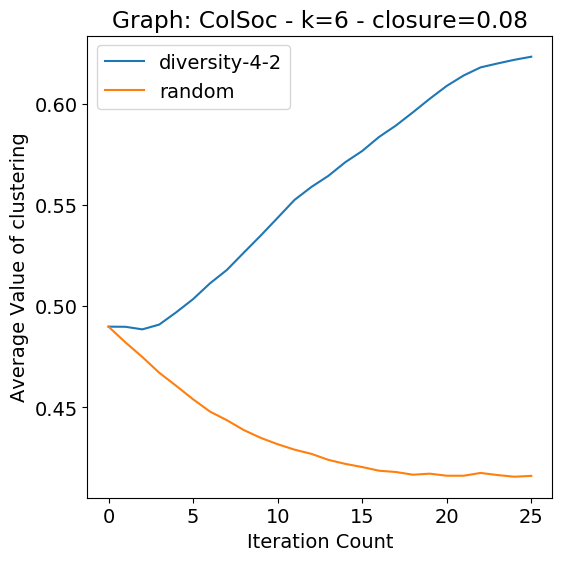 Graph: ColSoc - k=6 - closure=0.08
diversity-4-2
random
Average Value of clustering
0.60
0.55
0.50
0.45
0
5
10
15
20
25
Iteration Count